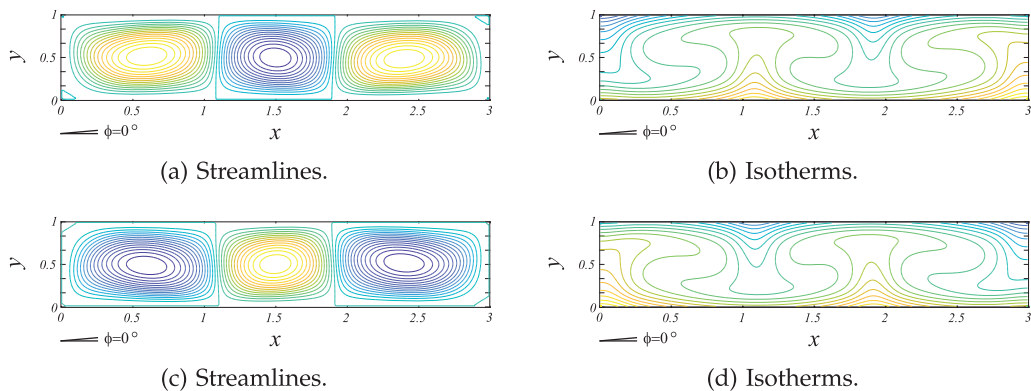 1
0.5
0
y
0 0.5 1 1.5 2 2.5 3
ϕ=0°
x
(a) Streamlines.
1
0.5
0
y
0 0.5 1 1.5 2 2.5 3
ϕ=0°
x
(b) Isotherms.
1
0.5
0
y
0 0.5 1 1.5 2 2.5 3
ϕ=0°
x
(c) Streamlines.
1
0.5
0
y
0 0.5 1 1.5 2 2.5 3
ϕ=0°
x
(d) Isotherms.